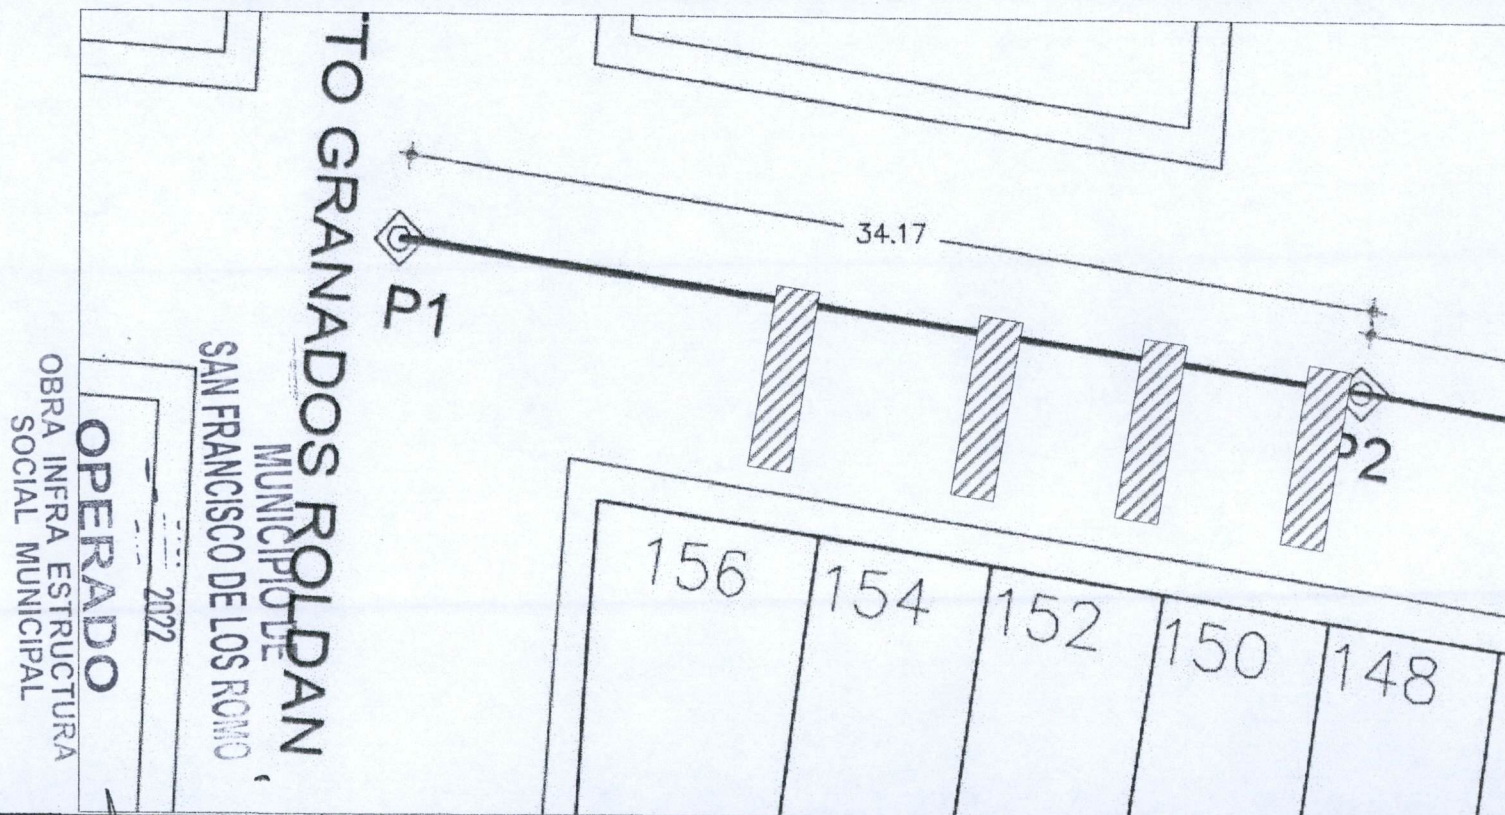 TO GRANADOS ROLDAN
34.17
P1
P2
156
154
152
150
148
MUNICIPIO DE
SAN FRANCISCO DE LOS ROMO
2022
OPERADO
OBRA INFRA ESTRUCTURA
SOCIAL MUNICIPAL